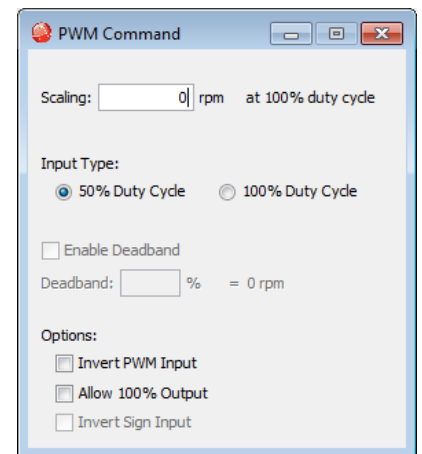 PWM Command
Scaling: 0 rpm at 100% duty cycle
Input Type:
50% Duty Cycle 100% Duty Cycle
Enable Deadband
Deadband: % = 0 rpm
Options:
Invert PWM Input
Allow 100% Output
Invert Sign Input